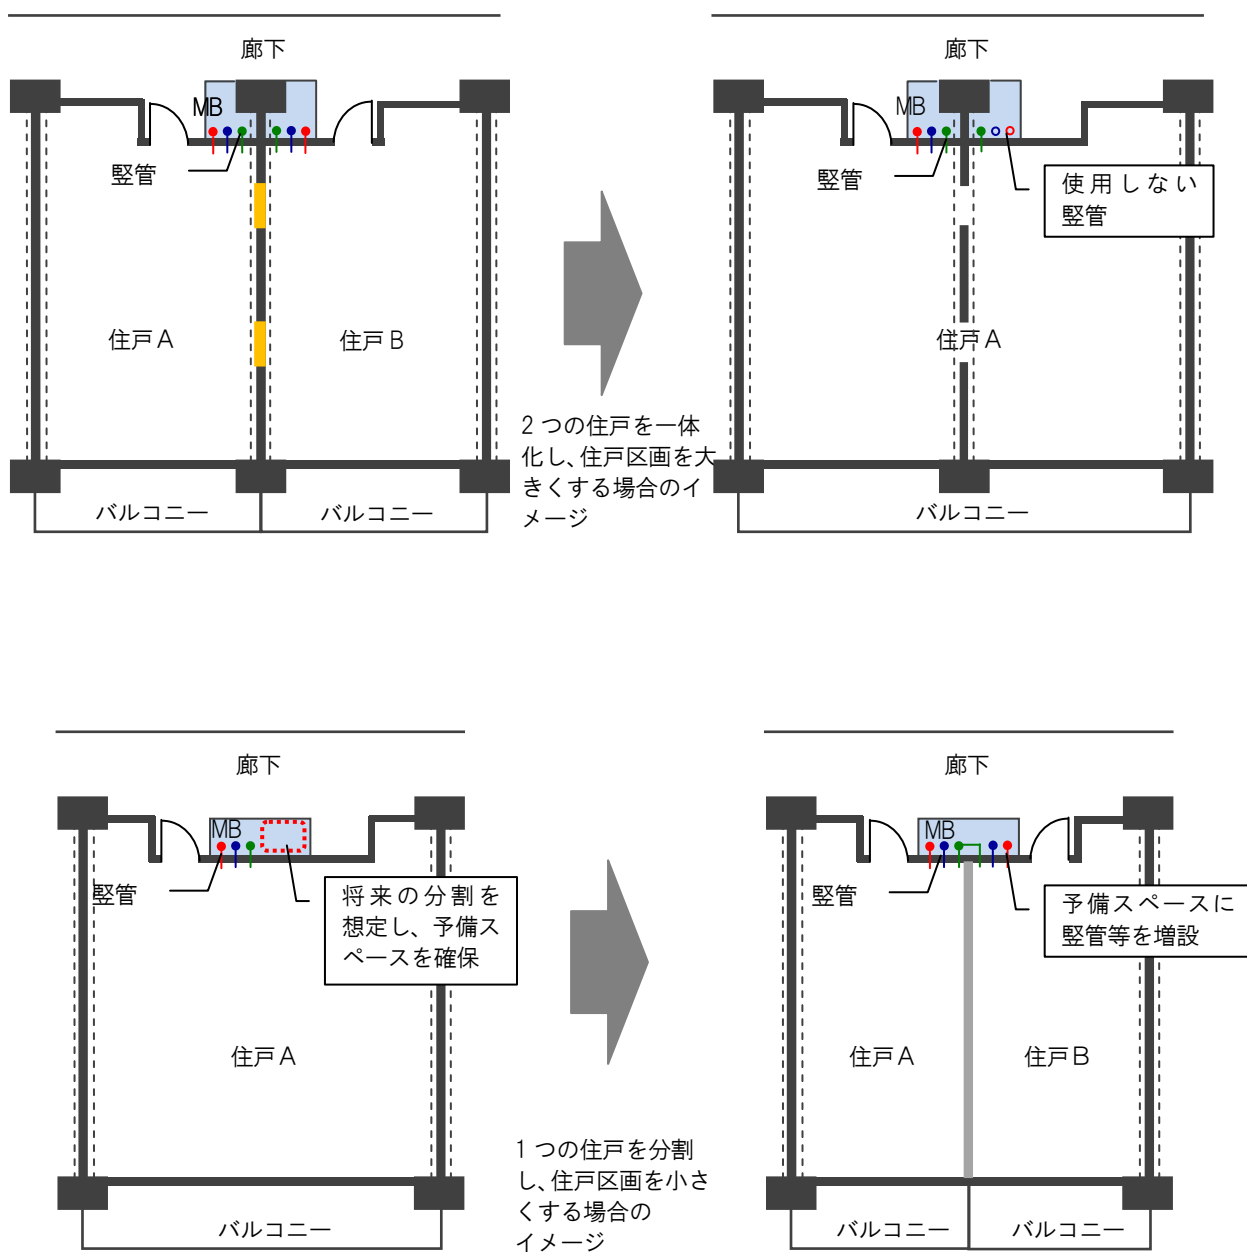 廊下
MB
竪管
住戸A
住戸B
バルコニー
バルコニー
2つの住戸を一体
化し、住戸区画を大
きくする場合のイ
メージ
廊下
MB
竪管
使用しない
竪管
住戸A
バルコニー
廊下
MB
竪管
将来の分割を
想定し、予備ス
ペースを確保
住戸A
バルコニー
1つの住戸を分割
し、住戸区画を小さ
くする場合の
イメージ
廊下
MB
竪管
予備スペースに
竪管等を増設
住戸A
住戸B
バルコニー
バルコニー